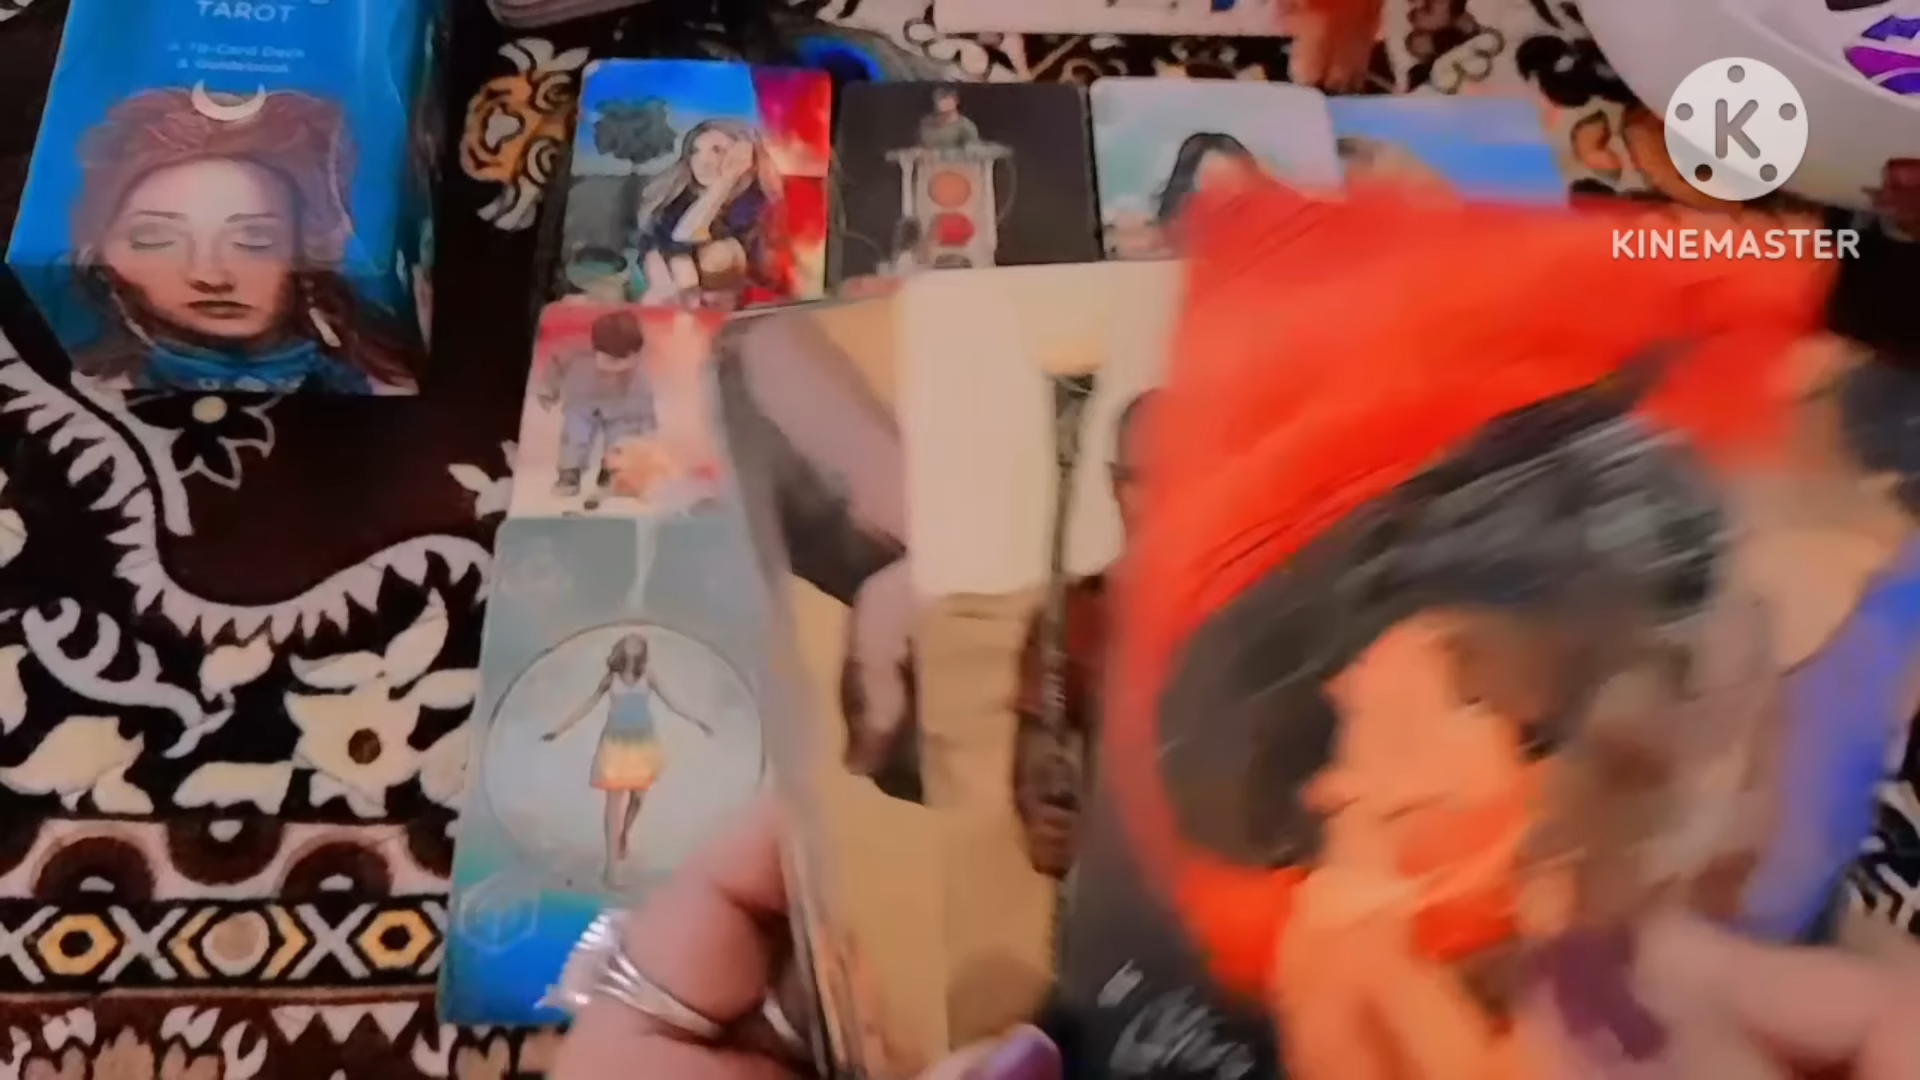 TAROT
A 78-Card Deck
& Guidebook
K
KINEMASTER